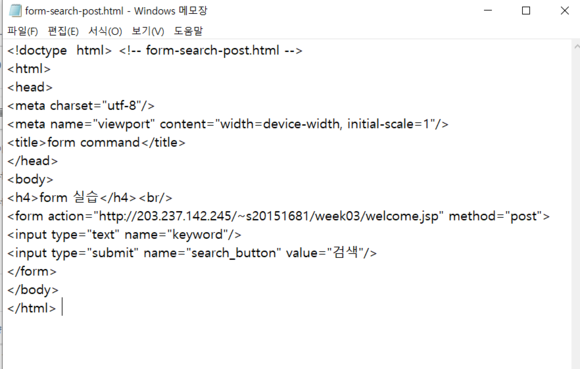 form-search-post.html - Windows 메모장
파일(F) 편집(E) 서식(O) 보기(V) 도움말
<!doctype  html> <!-- form-search-post.html -->
<html>
<head>
<meta charset="utf-8"/>
<meta name="viewport" content="width=device-width, initial-scale=1"/>
<title>form command</title>
</head>
<body>
<h4>form 실습</h4><br/>
<form action="http://203.237.142.245/~s20151681/week03/welcome.jsp" method="post">
<input type="text" name="keyword"/>
<input type="submit" name="search_button" value="검색"/>
</form>
</body>
</html>